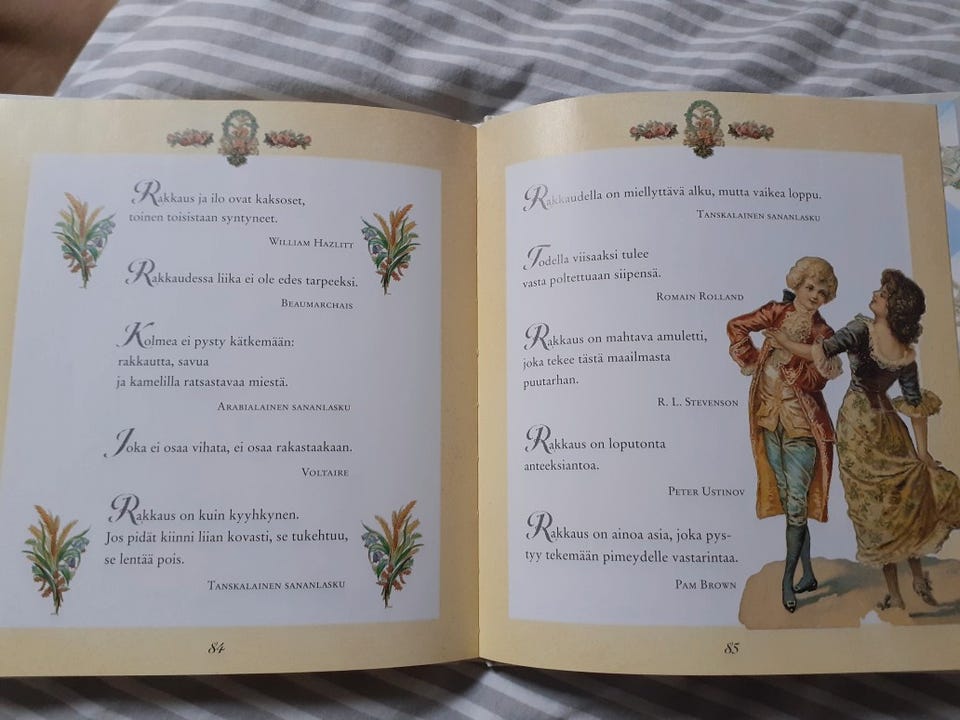 Rakkaus ja ilo ovat kaksoset,
toinen toisistaan syntyneet.
William Hazlitt
Rakkaudessa liika ei ole edes tarpeeksi.
Beaumarchais
Kolmea ei pysty kätkemään:
rakkautta, savua
ja kamelilla ratsastavaa miestä.
Arabialainen sananlasku
Joka ei osaa vihata, ei osaa rakastaakaan.
Voltaire
Rakkaus on kuin kyyhkynen.
Jos pidät kiinni liian kovasti, se tukehtuu,
se lentää pois.
Tanskalainen sananlasku
84
Rakkaudella on miellyttävä alku, mutta vaikea loppu.
Tanskalainen sananlasku
Todella viisaaksi tulee
vasta poltettuaan siipensä.
Romain Rolland
Rakkaus on mahtava amuletti,
joka tekee tästä maailmasta
puutarhan.
R. L. Stevenson
Rakkaus on loputonta
anteeksiantoa.
Peter Ustinov
Rakkaus on ainoa asia, joka pys-
tyy tekemään pimeydelle vastarintaa.
Pam Brown
85